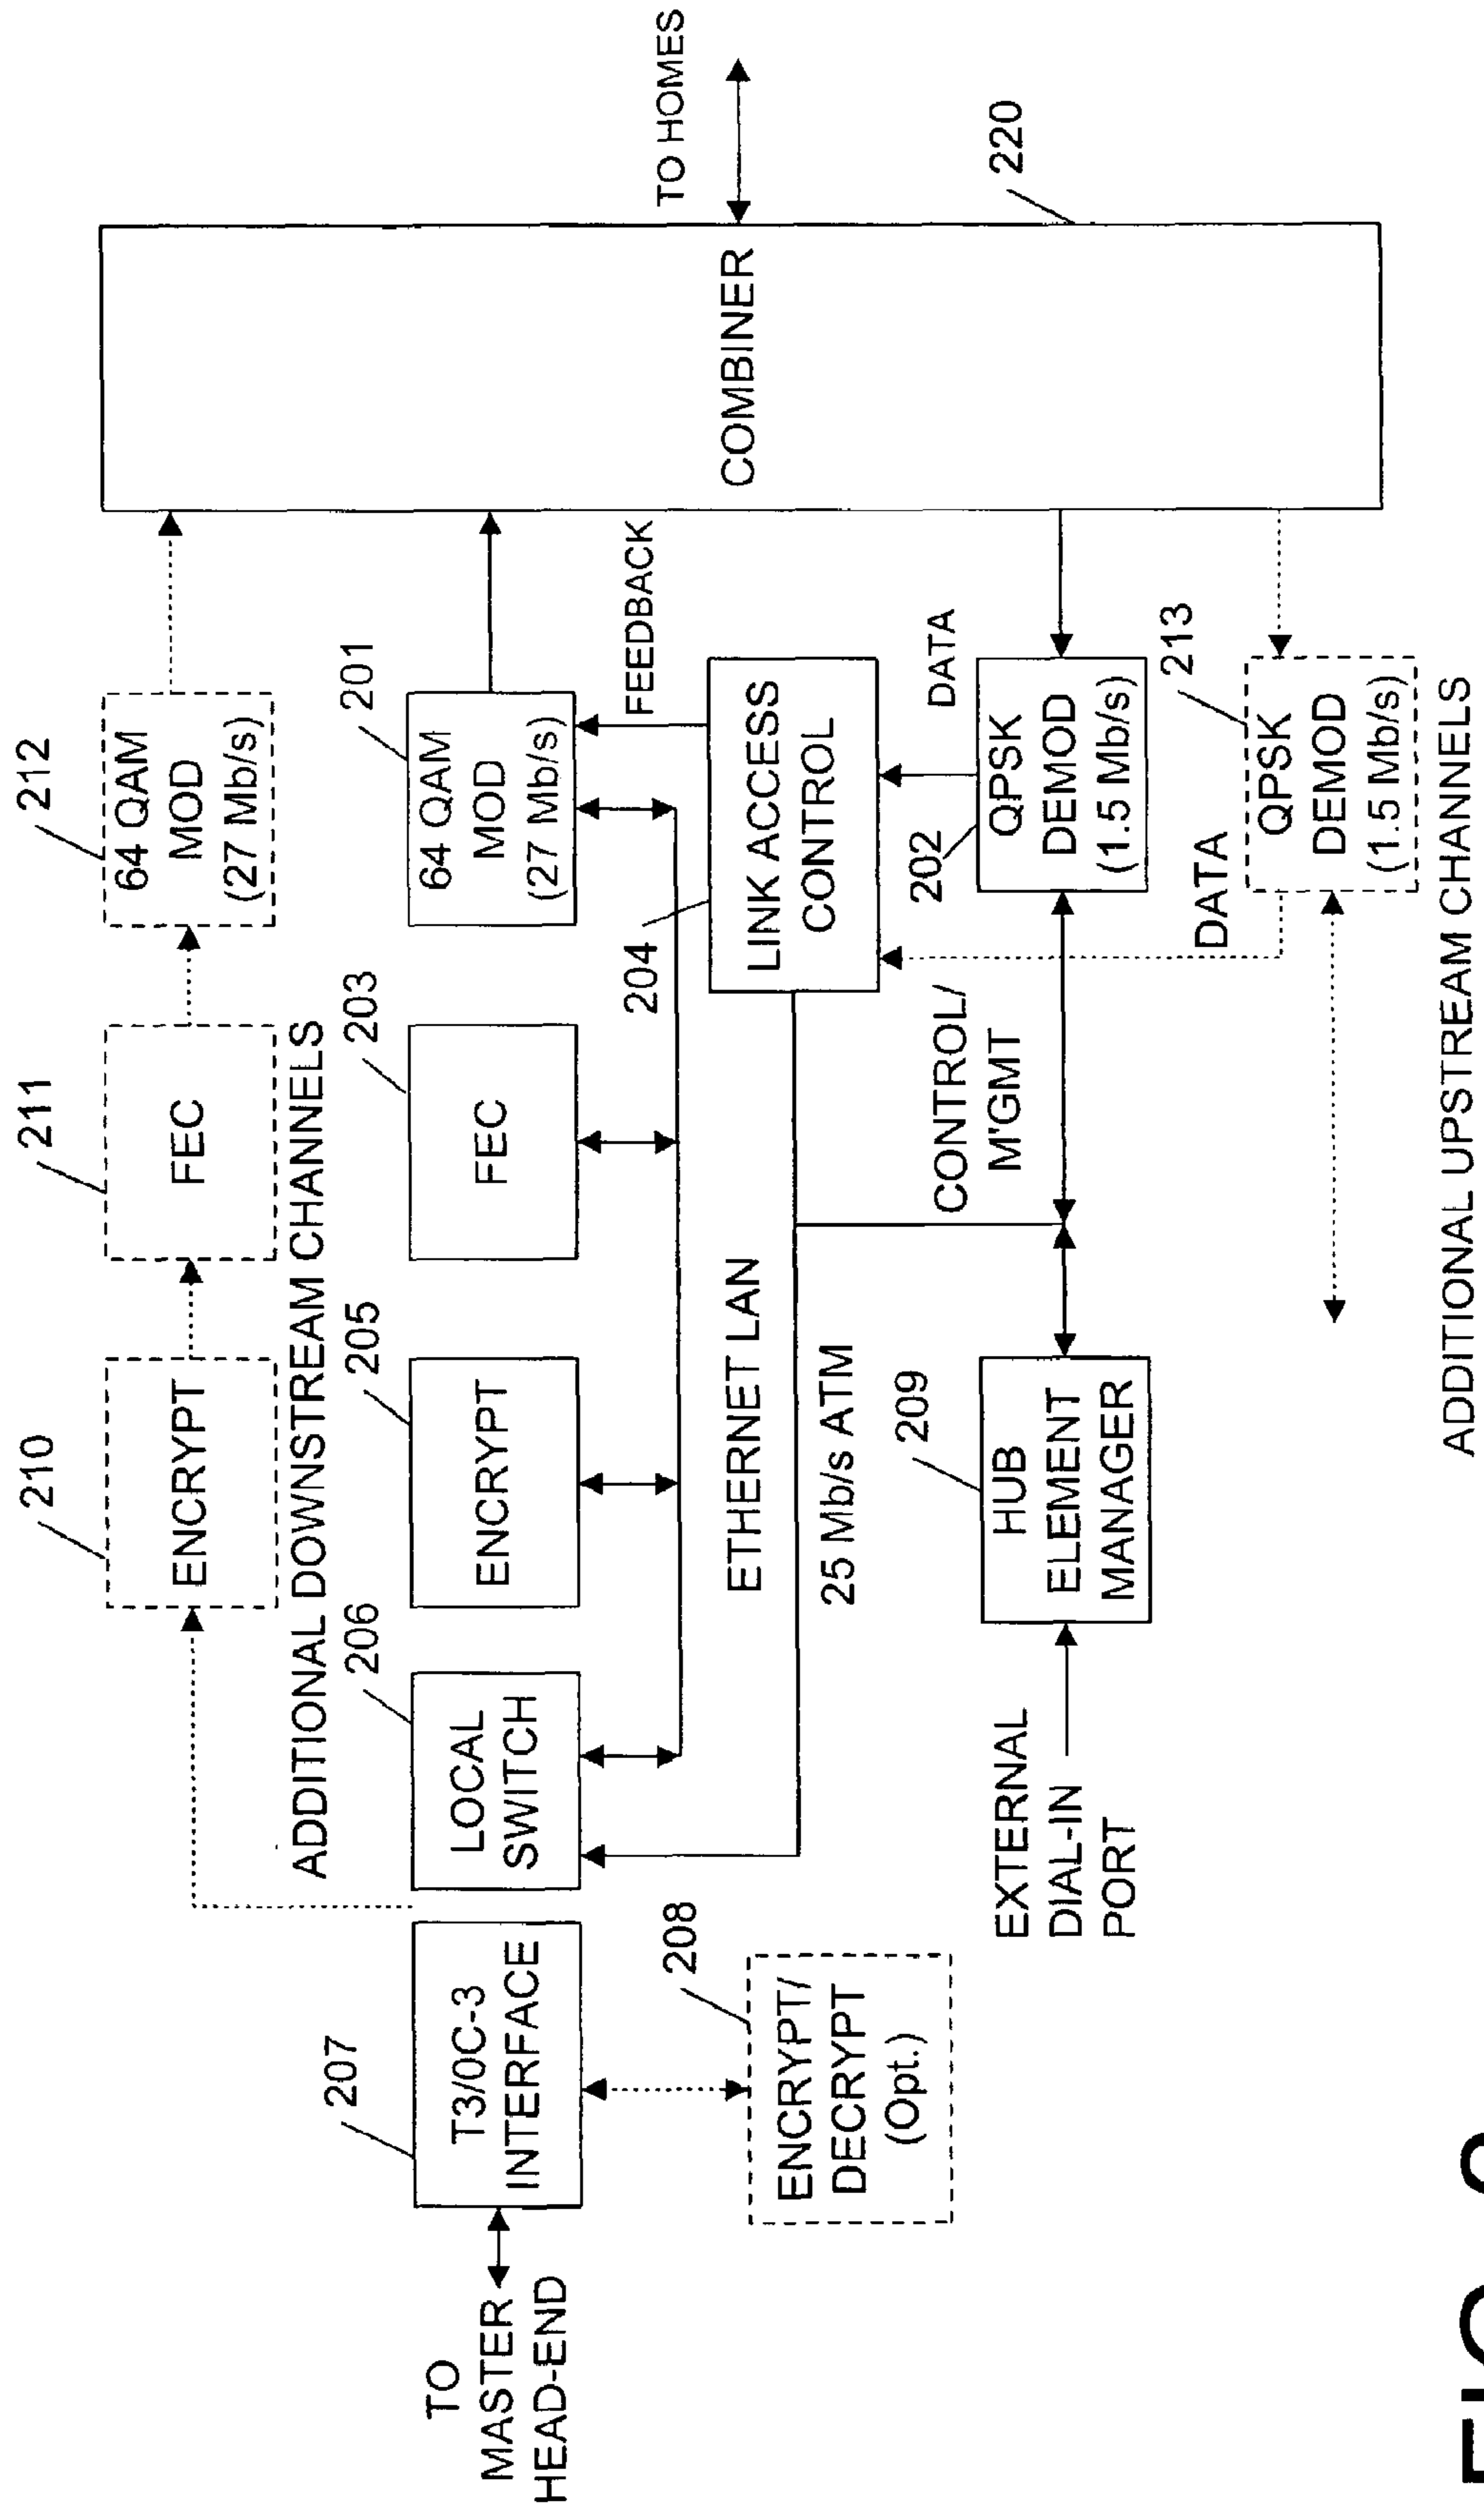 212
64 QAM
MOD
(27 Mb/s)
211
FEC
210
ENCRYPT
ADDITIONAL DOWNSTREAM CHANNELS
201
64 QAM
MOD
(27 Mb/s)
203
FEC
205
ENCRYPT
206
LOCAL
SWITCH
207
T3/0C-3
INTERFACE
TO
MASTER
HEAD-END
208
ENCRYPT/
DECRYPT
(Opt.)
ETHERNET LAN
25 Mb/s ATM
204
LINK ACCESS
CONTROL
FEEDBACK
DATA
COMBINER
220
TO HOMES
202
QPSK
DEMOD
(1.5 Mb/s)
CONTROL/
M'GMT
209
HUB
ELEMENT
MANAGER
EXTERNAL
DIAL-IN
PORT
213
QPSK
DEMOD
(1.5 Mb/s)
DATA
ADDITIONAL UPSTREAM CHANNELS